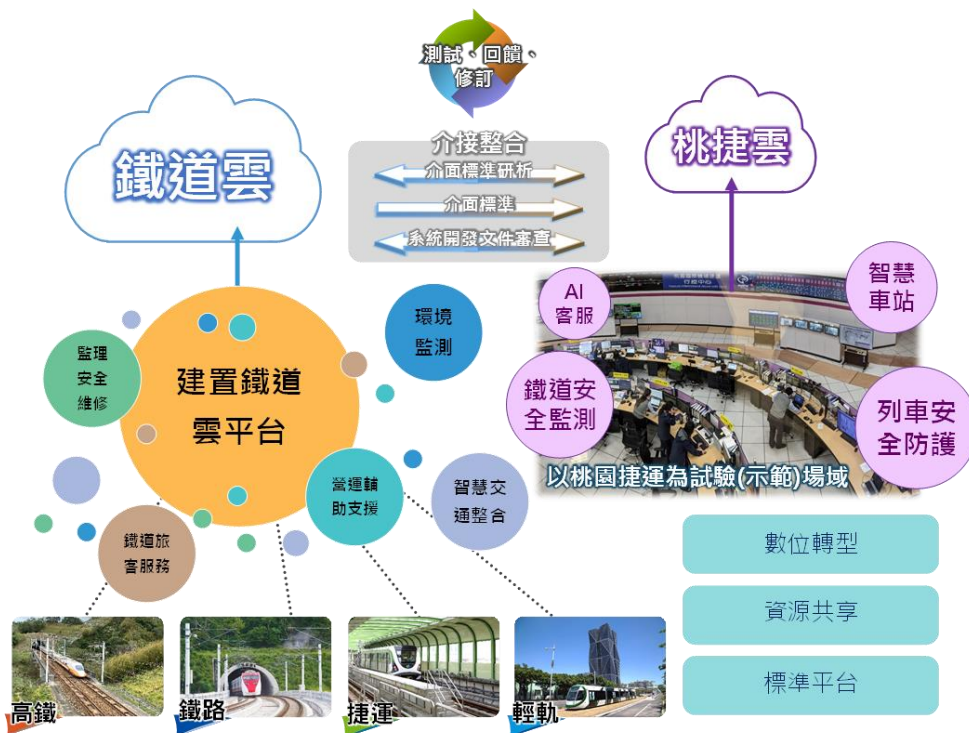 測試、回饋、
修訂
鐵道雲
介接整合
介面標準研析
介面標準
系統開發文件審查
桃捷雲
AI
客服
智慧
車站
鐵道安
全監測
列車安
全防護
以桃園捷運為試驗(示範)場域
環境
監測
監理
安全
維修
建置鐵道
雲平台
營運輔
助支援
智慧交
通整合
鐵道旅
客服務
數位轉型
資源共享
標準平台
高鐵
鐵路
捷運
輕軌